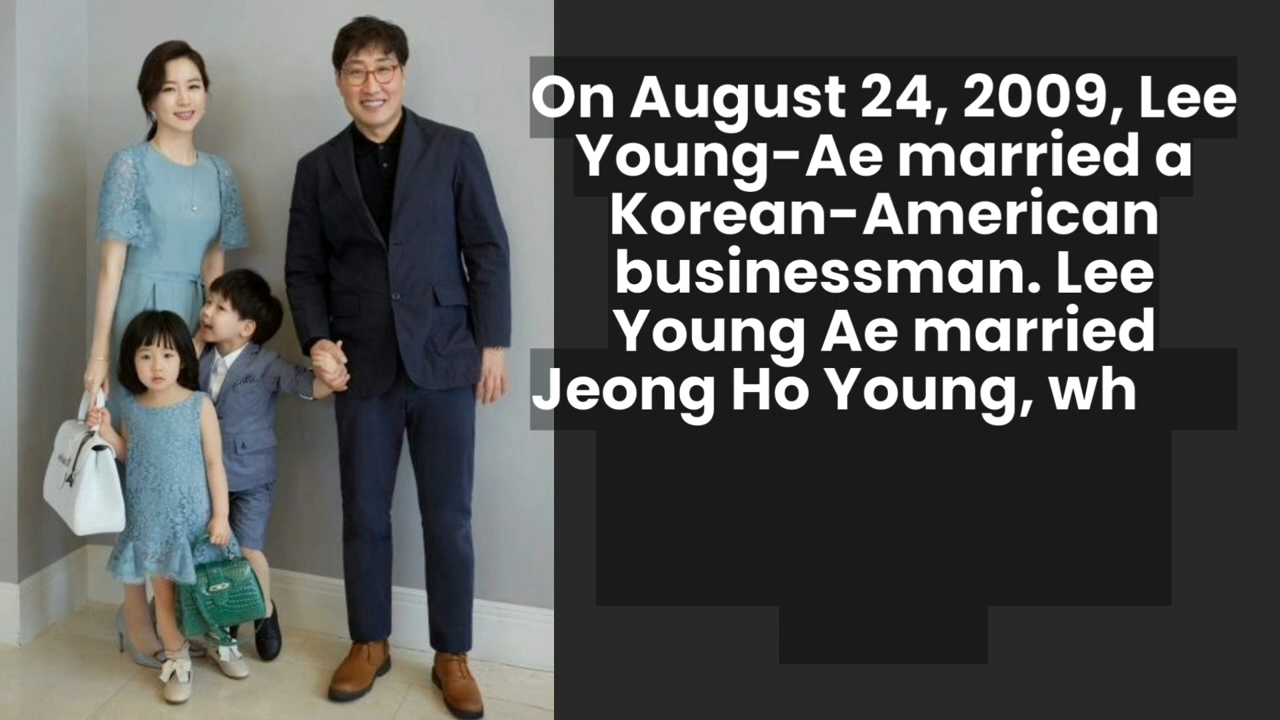 On August 24, 2009, Lee
Young-Ae married a
Korean-American
businessman. Lee
Young Ae married
Jeong Ho Young, wh